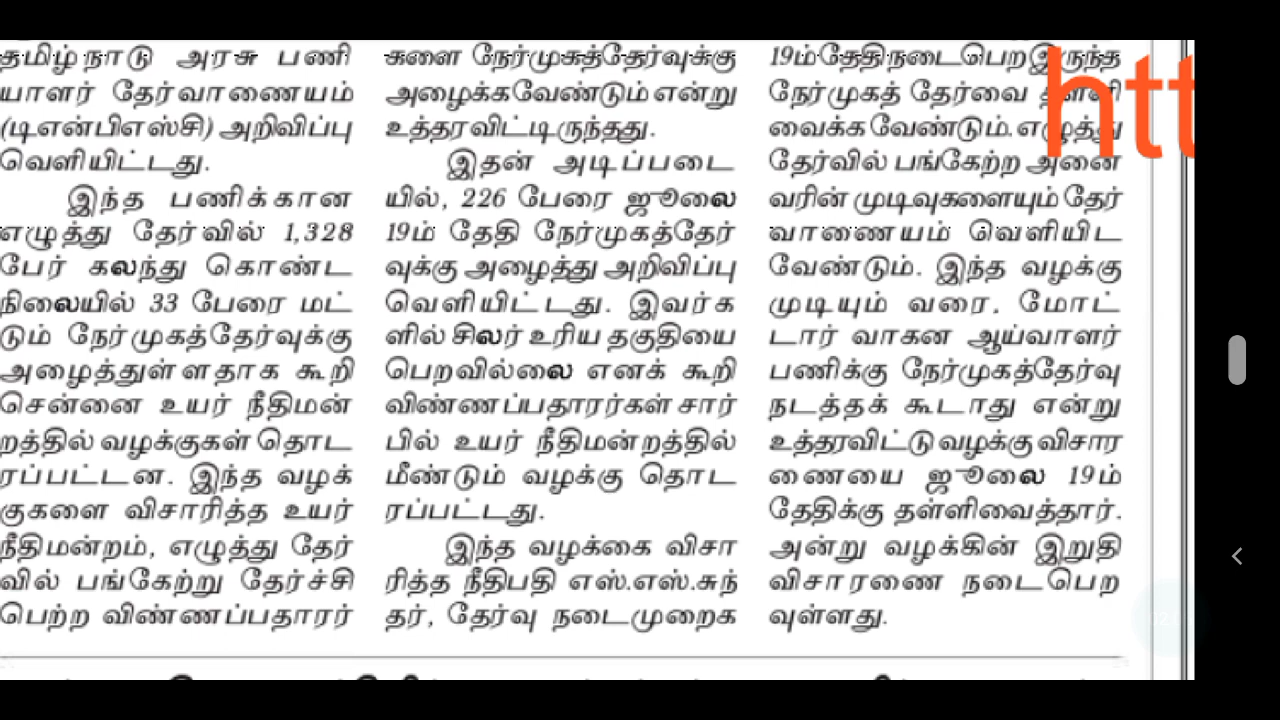 தமிழ்நாடு அரசு பணி
யாளர் தேர்வாணையம்
(டிஎன்பிஎஸ்சி) அறிவிப்பு
வெளியிட்டது.
இந்த பணிக்கான
எழுத்து தேர்வில் 1,328
பேர் கலந்து கொண்ட
நிலையில் 33 பேரை மட்
டும் நேர்முகத்தேர்வுக்கு
அழைத்துள்ளதாக கூறி
சென்னை உயர் நீதிமன்
றத்தில் வழக்குகள் தொட
ரப்பட்டன. இந்த வழக்
குகளை விசாரித்த உயர்
நீதிமன்றம், எழுத்து தேர்
வில் பங்கேற்று தேர்ச்சி
பெற்ற விண்ணப்பதாரர்
களை நேர்முகத்தேர்வுக்கு
அழைக்கவேண்டும் என்று
உத்தரவிட்டிருந்தது.
இதன் அடிப்படை
யில், 226 பேரை ஜூலை
19ம் தேதி நேர்முகத்தேர்
வுக்கு அழைத்து அறிவிப்பு
வெளியிட்டது. இவர்க
ளில் சிலர் உரிய தகுதியை
பெறவில்லை எனக் கூறி
விண்ணப்பதாரர்கள் சார்
பில் உயர் நீதிமன்றத்தில்
மீண்டும் வழக்கு தொட
ரப்பட்டது.
இந்த வழக்கை விசா
ரித்த நீதிபதி எஸ்.எஸ்.சுந்
தர், தேர்வு நடைமுறைக
19ம்தேதிநடைபெறஇருந்த
நேர்முகத் தேர்வை தள்ளி
வைக்கவேண்டும். எழுத்து
தேர்வில் பங்கேற்ற அனை
வரின் முடிவுகளையும் தேர்
வாணையம் வெளியிட
வேண்டும். இந்த வழக்கு
முடியும் வரை, மோட்
டார் வாகன ஆய்வாளர்
பணிக்கு நேர்முகத்தேர்வு
நடத்தக் கூடாது என்று
உத்தரவிட்டு வழக்கு விசார
ணையை ஜூலை 19ம்
தேதிக்கு தள்ளிவைத்தார்.
அன்று வழக்கின் இறுதி
விசாரணை நடைபெற
வுள்ளது.
htt